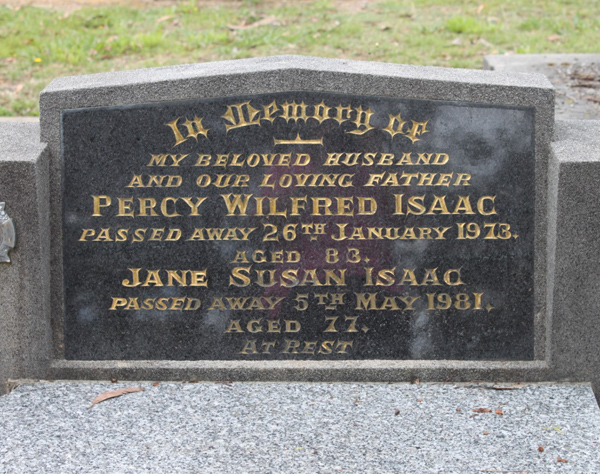 In Memory of
MY BELOVED HUSBAND
AND OUR LOVING FATHER
PERCY WILFRED ISAAC
PASSED AWAY 26TH JANUARY 1973.
AGED 83.
JANE SUSAN ISAAC
PASSED AWAY 5TH MAY 1981.
AGED 77.
AT REST